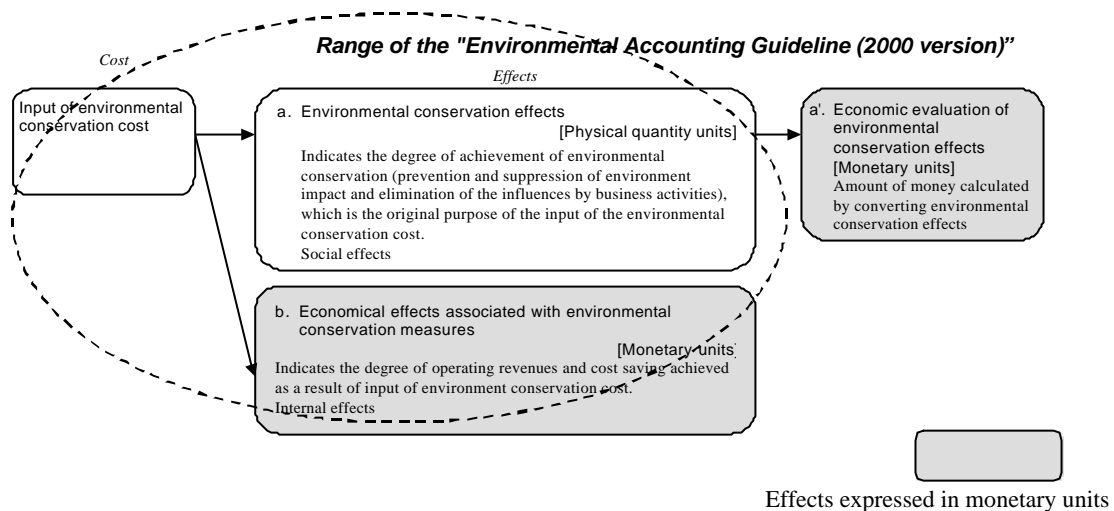 Range of the "Environmental Accounting Guideline (2000 version)”
Cost
Effects
Input of environmental
conservation cost
a. Environmental conservation effects
[Physical quantity units]
Indicates the degree of achievement of environmental
conservation (prevention and suppression of environment
impact and elimination of the influences by business activities),
which is the original purpose of the input of the environmental
conservation cost.
Social effects
a'. Economic evaluation of
environmental
conservation effects
[Monetary units]
Amount of money calculated
by converting environmental
conservation effects
b. Economical effects associated with environmental
conservation measures
[Monetary units]
Indicates the degree of operating revenues and cost saving achieved
as a result of input of environment conservation cost.
Internal effects
Effects expressed in monetary units